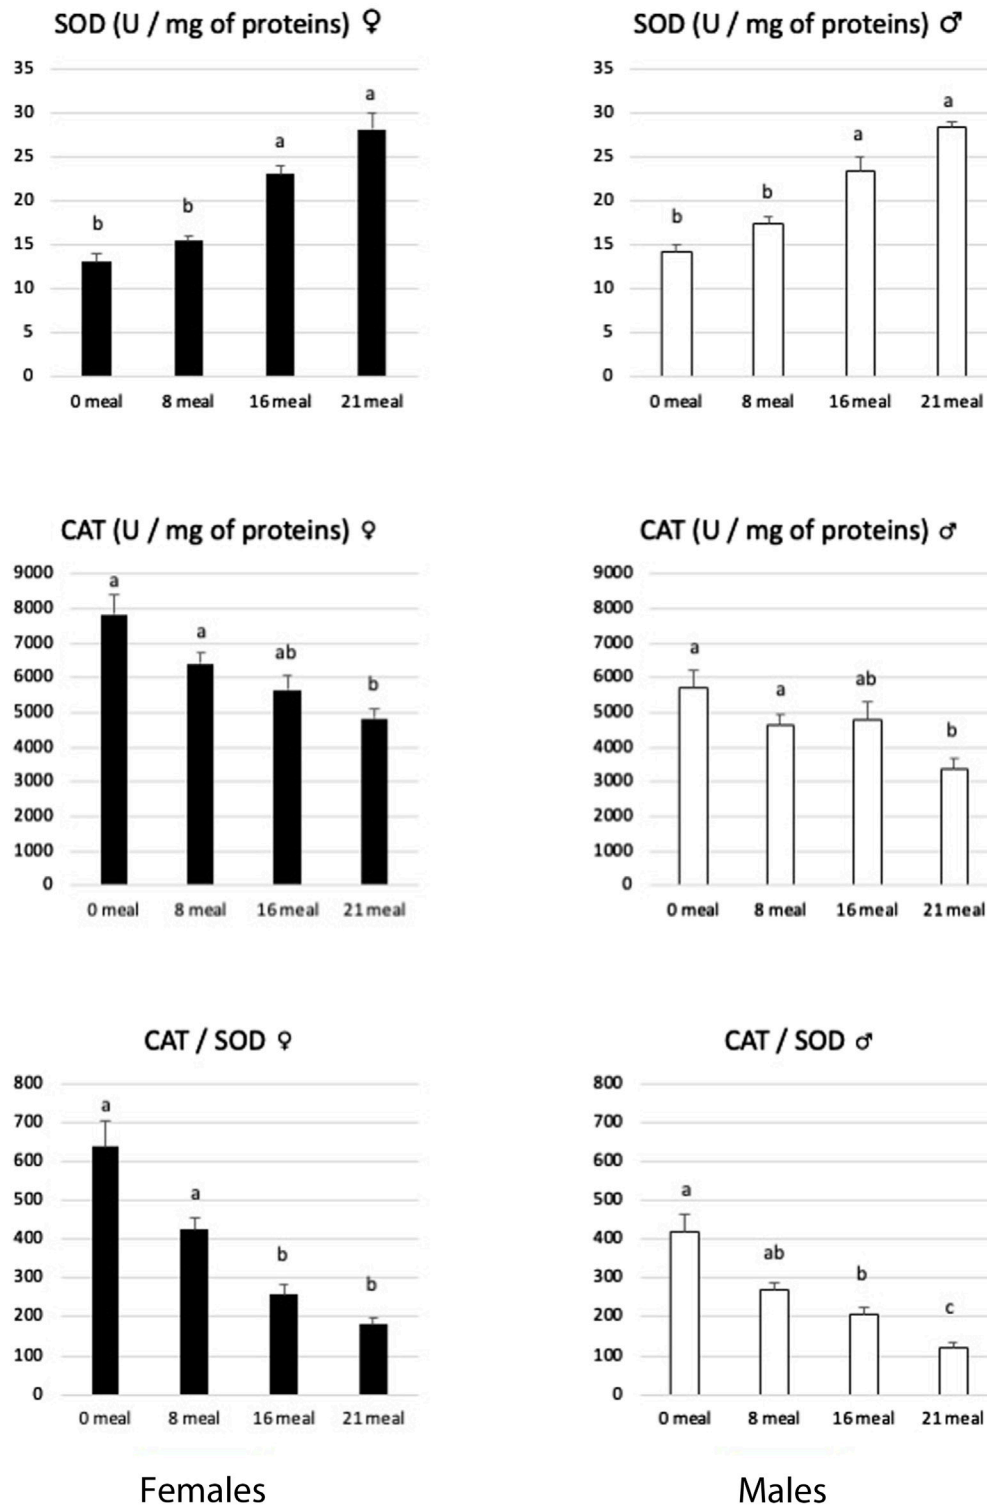 SOD (U / mg of proteins) ♀
35
30
25
20
15
10
5
0
b
b
a
a
0 meal 8 meal 16 meal 21 meal
SOD (U / mg of proteins) ♂
35
30
25
20
15
10
5
0
b
b
a
a
0 meal 8 meal 16 meal 21 meal
CAT (U / mg of proteins) ♀
9000
8000
7000
6000
5000
4000
3000
2000
1000
0
a
a
ab
b
0 meal 8 meal 16 meal 21 meal
CAT (U / mg of proteins) ♂
9000
8000
7000
6000
5000
4000
3000
2000
1000
0
a
a
ab
b
0 meal 8 meal 16 meal 21 meal
CAT / SOD ♀
800
700
600
500
400
300
200
100
0
a
a
b
b
0 meal 8 meal 16 meal 21 meal
CAT / SOD ♂
800
700
600
500
400
300
200
100
0
a
ab
b
c
0 meal 8 meal 16 meal 21 meal
Females
Males